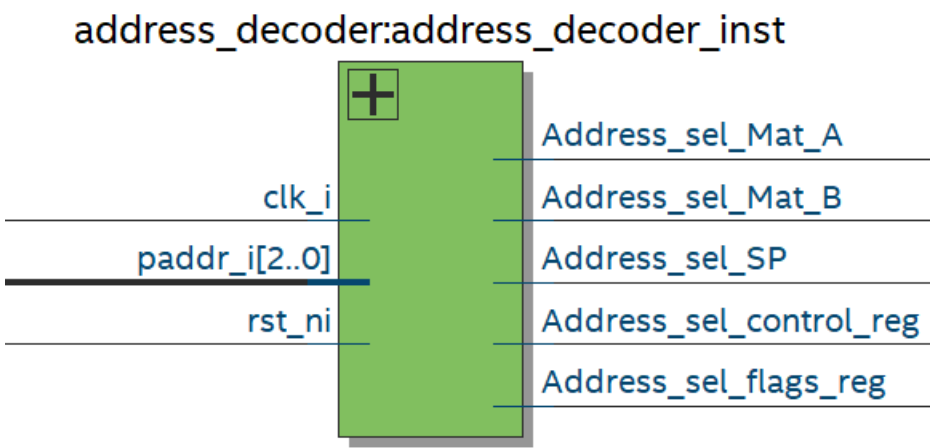 address_decoder:address_decoder_inst
Address_sel_Mat_A
clk_i
Address_sel_Mat_B
paddr_i[2..0]
Address_sel_SP
rst_ni
Address_sel_control_reg
Address_sel_flags_reg